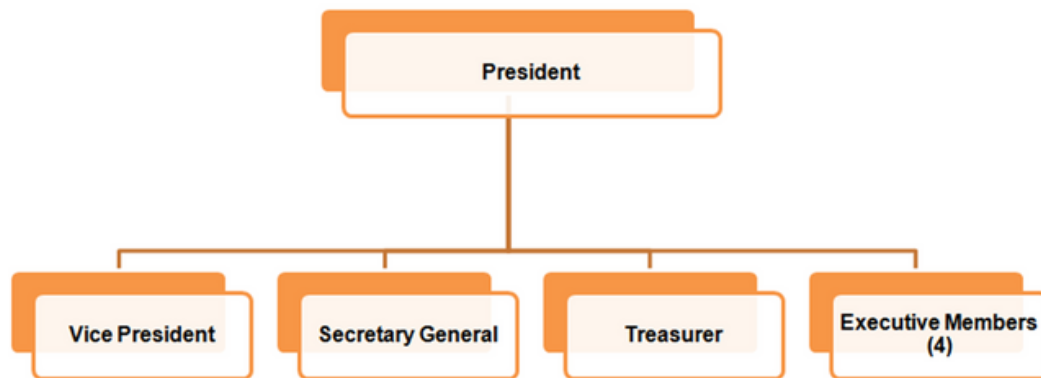 President
Vice President
Secretary General
Treasurer
Executive Members
(4)